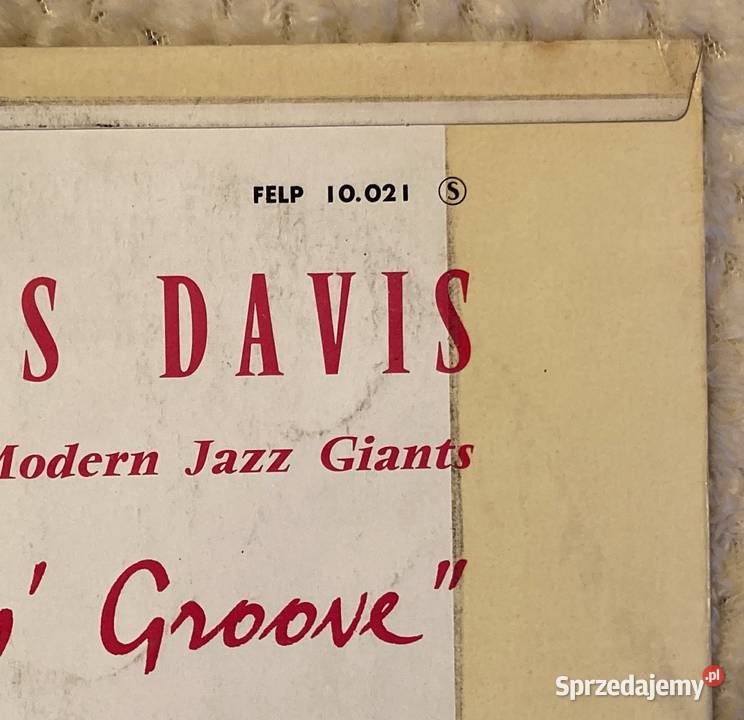 FELP 10.021 Ⓢ
S DAVIS
Modern Jazz Giants
' Groove"
Sprzedajemy.pl